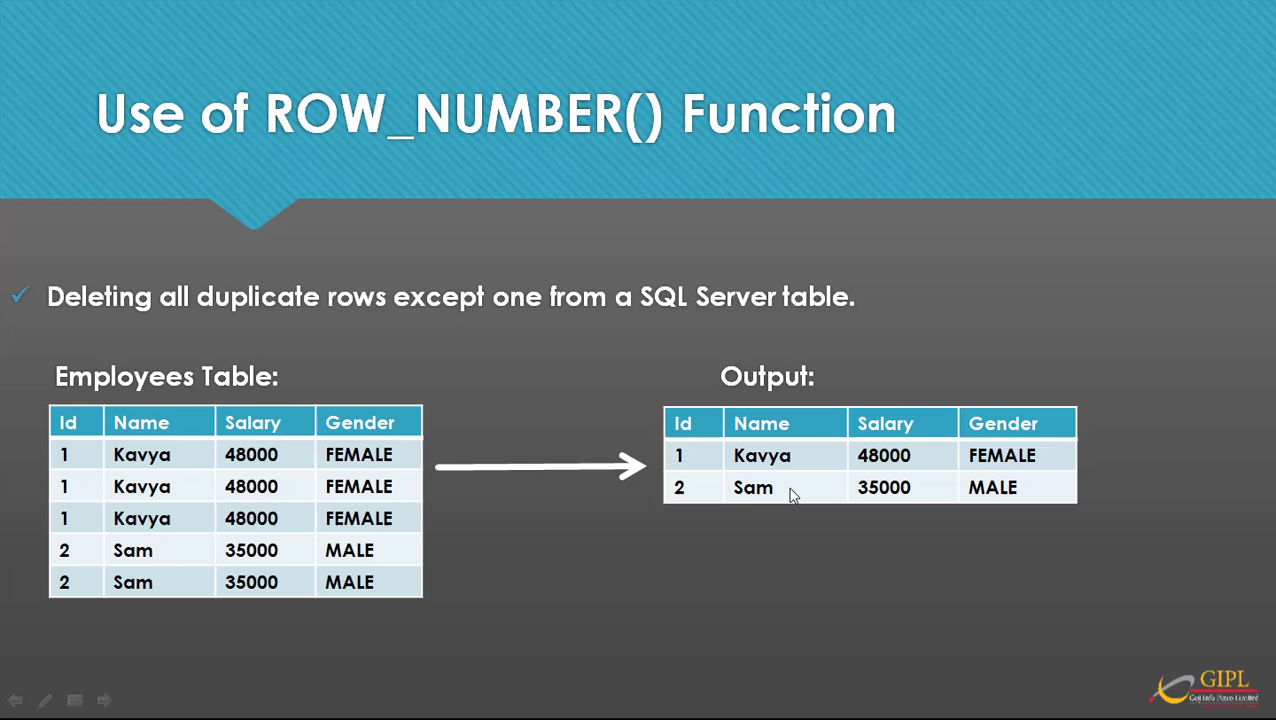 Use of ROW_NUMBER() Function
Deleting all duplicate rows except one from a SQL Server table.
Employees Table:
Id Name Salary Gender
1 Kavya 48000 FEMALE
1 Kavya 48000 FEMALE
1 Kavya 48000 FEMALE
2 Sam 35000 MALE
2 Sam 35000 MALE
Output:
Id Name Salary Gender
1 Kavya 48000 FEMALE
2 Sam 35000 MALE
GIPL